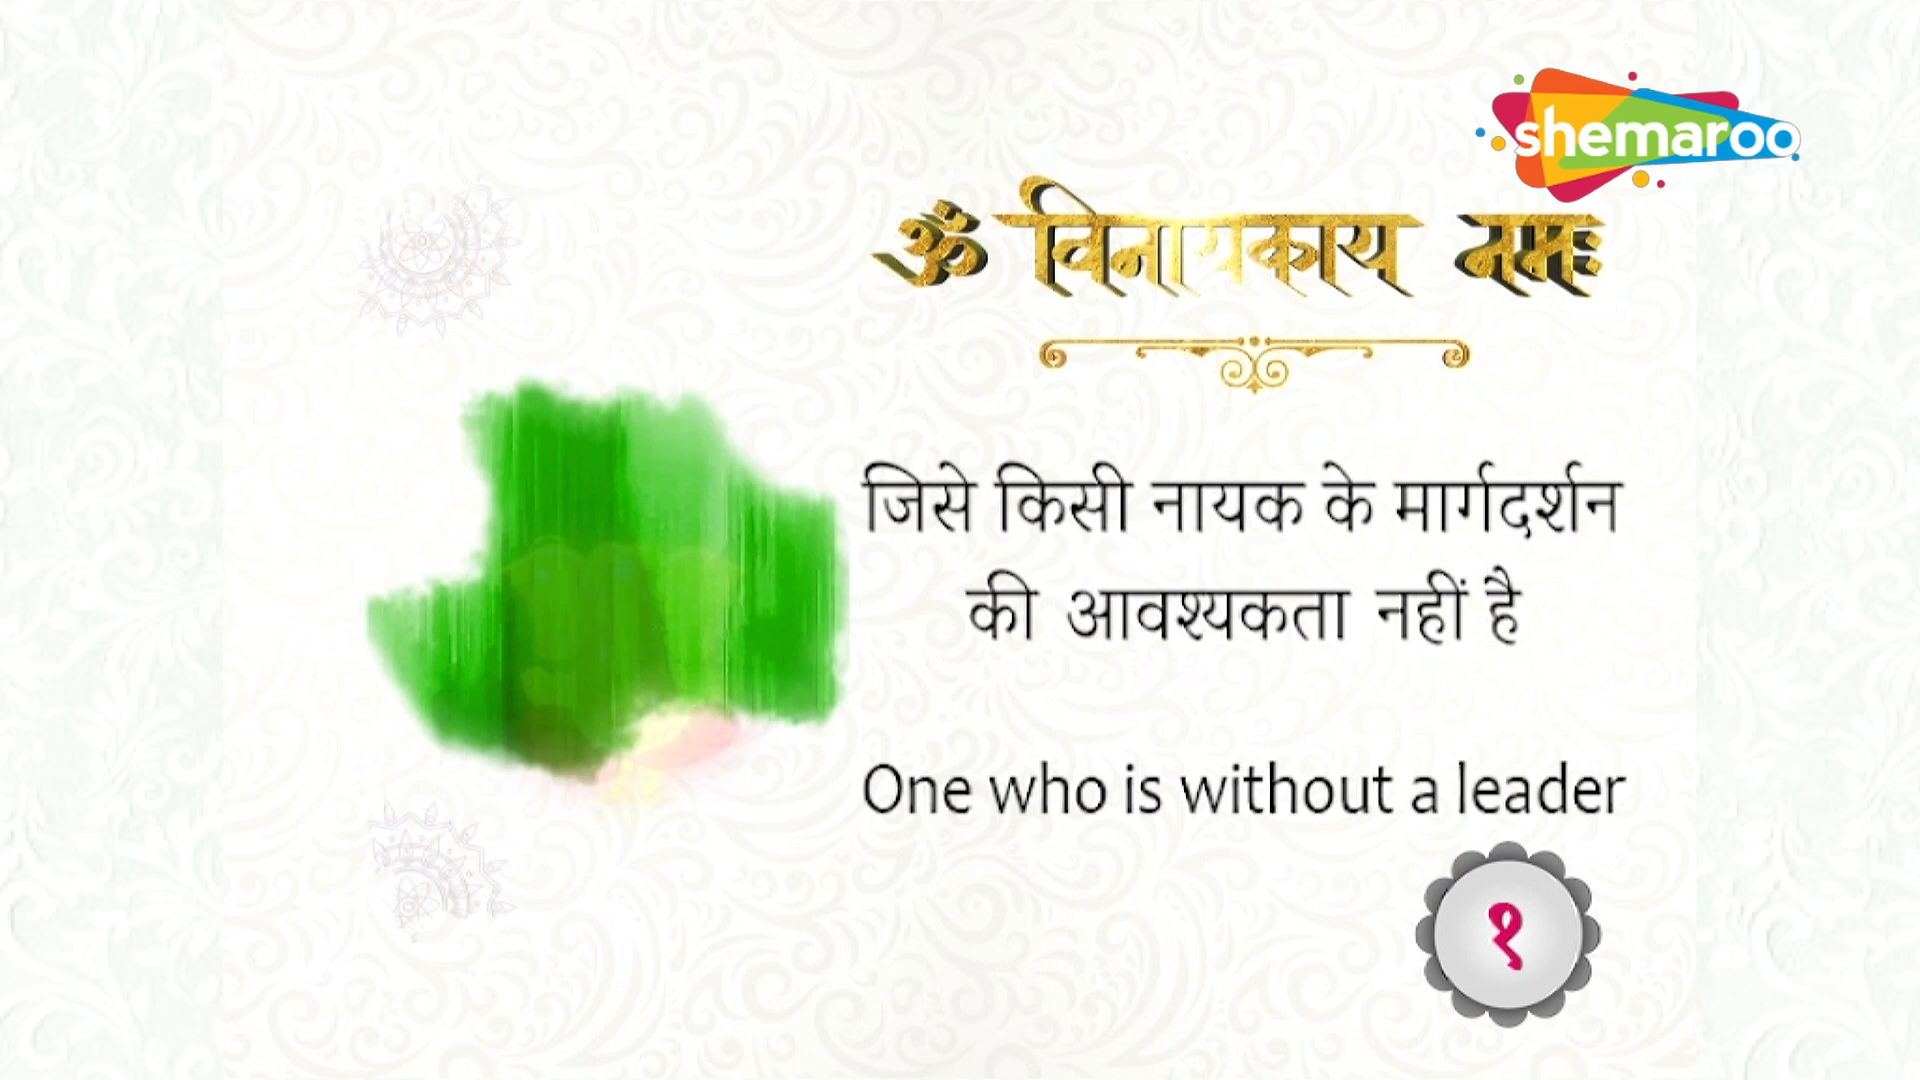 shemaroo
ॐ विनायकाय नमः
जिसे किसी नायक के मार्गदर्शन
की आवश्यकता नहीं है
One who is without a leader
१